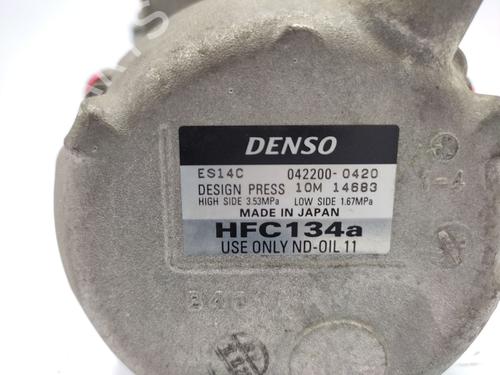 DENSO
ES14C 042200-0420
DESIGN PRESS 10M 14683
HIGH SIDE 3.53MPa LOW SIDE 1.67MPa
MADE IN JAPAN
HFC134a
USE ONLY ND-OIL 11